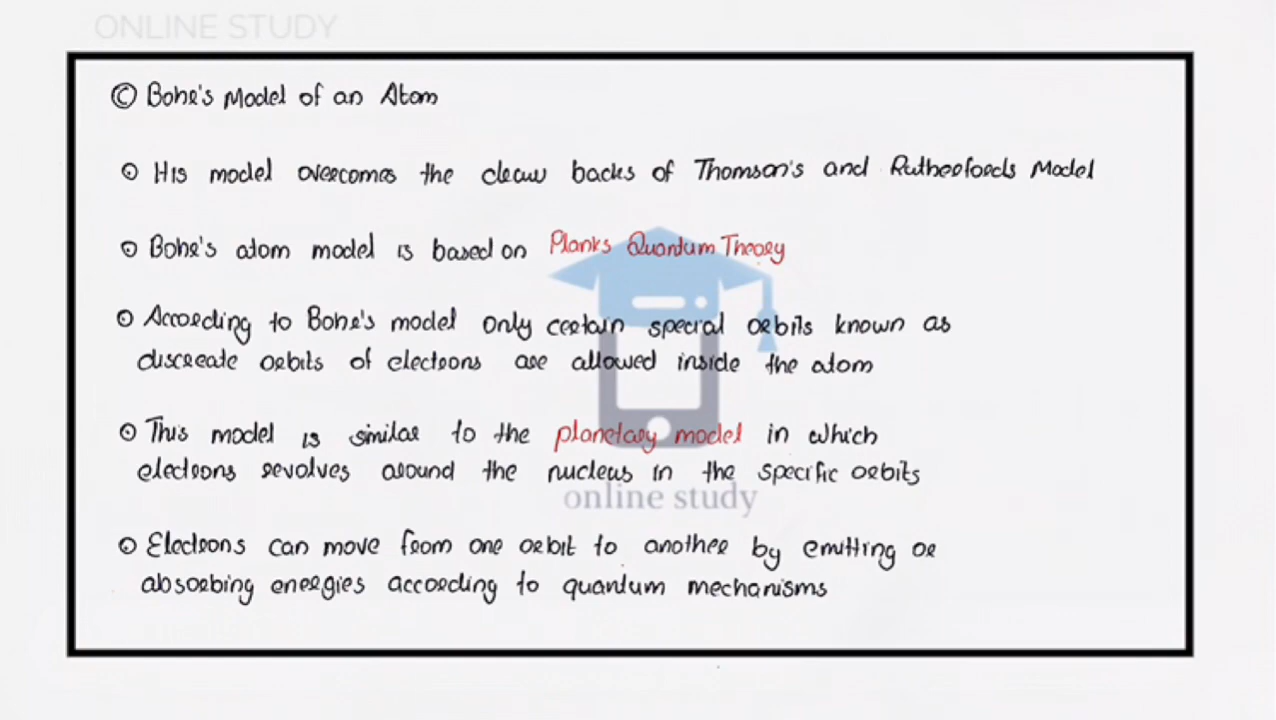 ONLINE STUDY
© Bohr's Model of an Atom
⊙ His model overcomes the draw backs of Thomson's and Rutherfords Model
⊙ Bohr's atom model is based on Planks Quantum Theory
⊙ According to Bohr's model only certain special orbits known as
discreate orbits of electrons are allowed inside the atom
⊙ This model is similar to the planetary model in which
electrons revolves around the nucleus in the specific orbits
online study
⊙ Electrons can move from one orbit to another by emitting or
absorbing energies according to quantum mechanisms